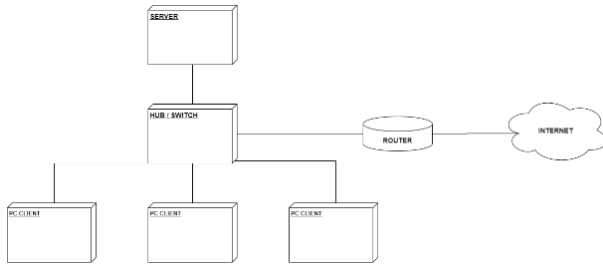 SERVER
HUB / SWITCH
ROUTER
INTERNET
PC CLIENT
PC CLIENT
PC CLIENT